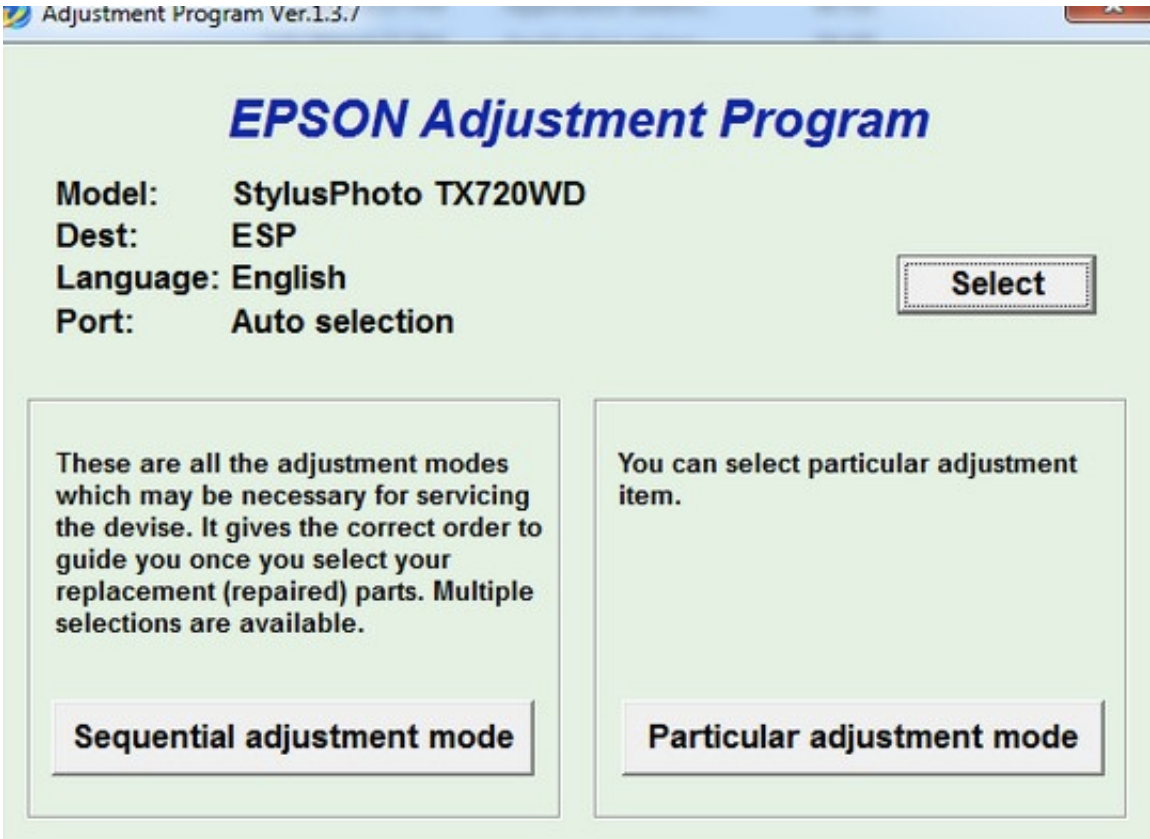 Adjustment Program Ver.1.3.7
EPSON Adjustment Program
Model: StylusPhoto TX720WD
Dest: ESP
Language: English
Port: Auto selection
Select
These are all the adjustment modes
which may be necessary for servicing
the devise. It gives the correct order to
guide you once you select your
replacement (repaired) parts. Multiple
selections are available.
Sequential adjustment mode
You can select particular adjustment
item.
Particular adjustment mode